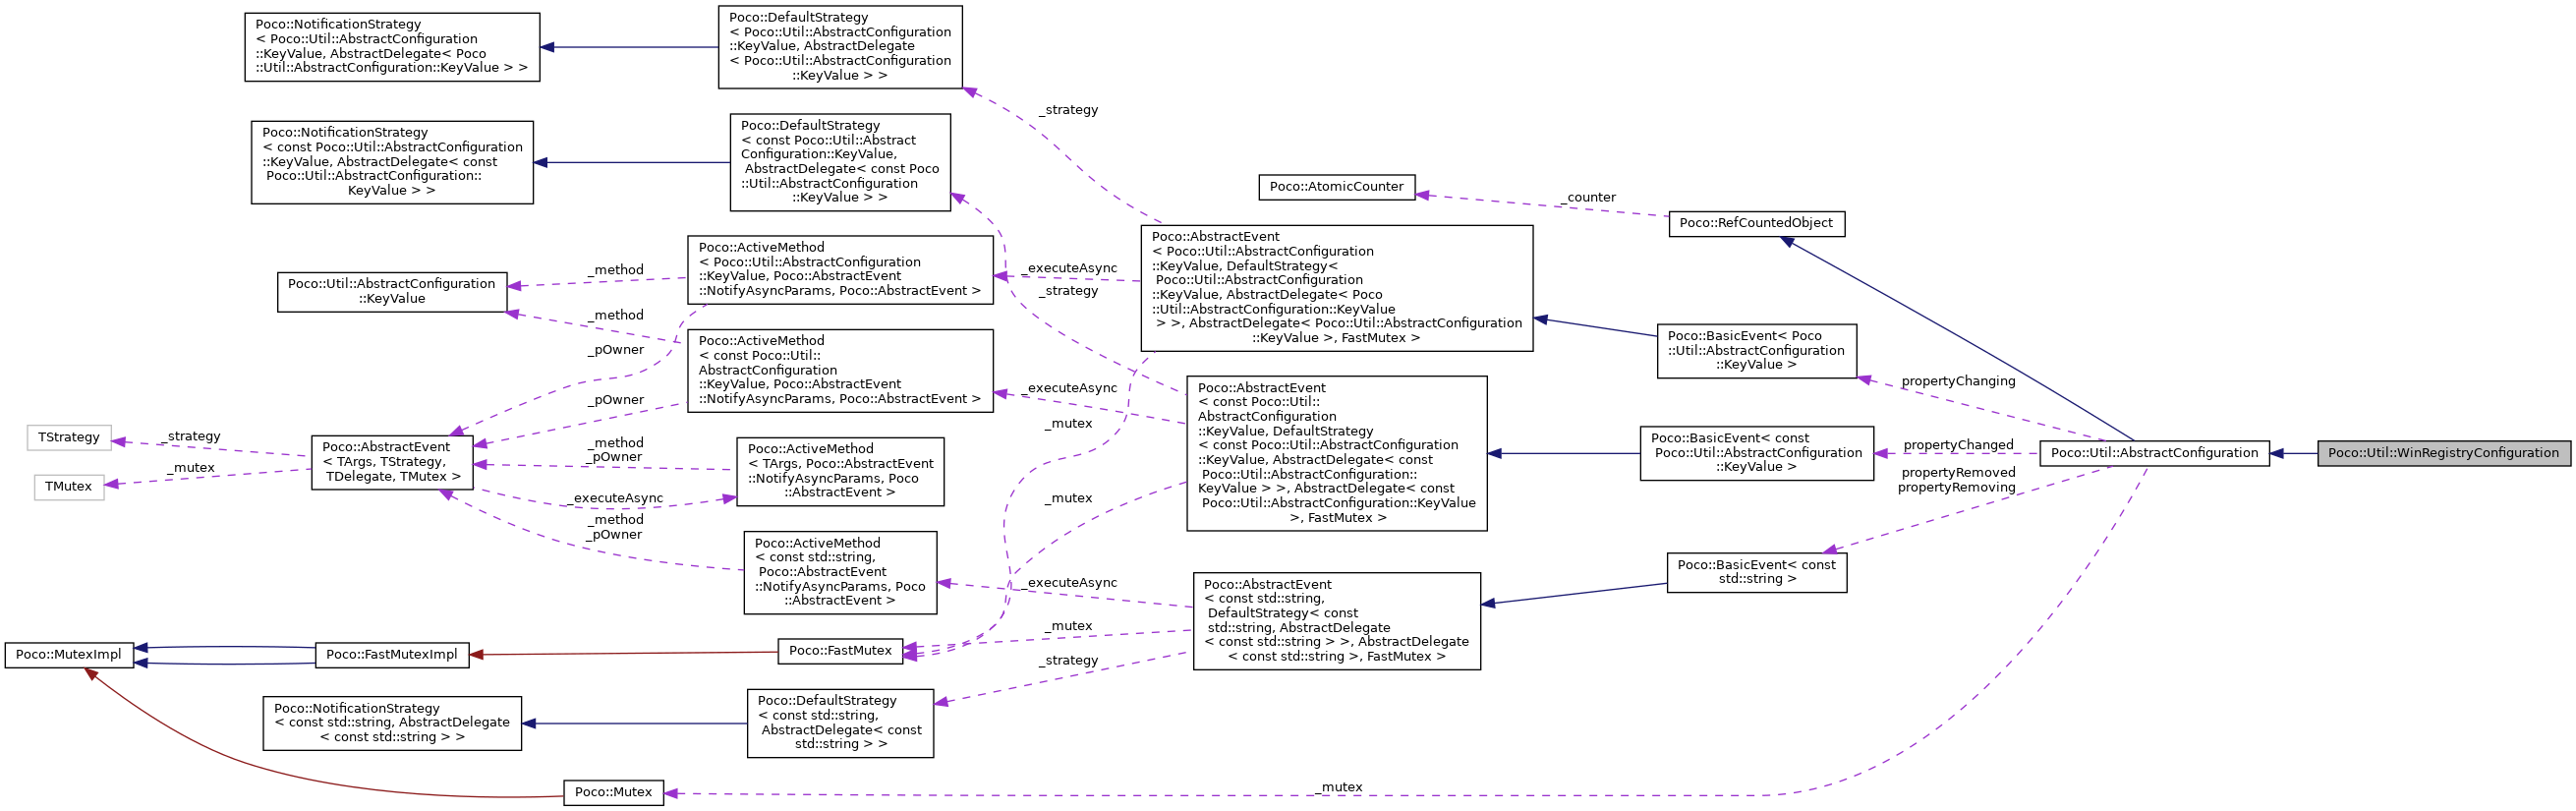 Poco::NotificationStrategy
< Poco::Util::AbstractConfiguration
::KeyValue, AbstractDelegate< Poco
::Util::AbstractConfiguration::KeyValue > >
Poco::DefaultStrategy
< Poco::Util::AbstractConfiguration
::KeyValue, AbstractDelegate
< Poco::Util::AbstractConfiguration
::KeyValue > >
_strategy
Poco::NotificationStrategy
< const Poco::Util::AbstractConfiguration
::KeyValue, AbstractDelegate< const
Poco::Util::AbstractConfiguration::
KeyValue > >
Poco::DefaultStrategy
< const Poco::Util::Abstract
Configuration::KeyValue,
AbstractDelegate< const Poco
::Util::AbstractConfiguration
::KeyValue > >
Poco::AtomicCounter
_counter
Poco::RefCountedObject
Poco::Util::AbstractConfiguration
::KeyValue
_method
_method
_pOwner
_pOwner
Poco::ActiveMethod
< Poco::Util::AbstractConfiguration
::KeyValue, Poco::AbstractEvent
::NotifyAsyncParams, Poco::AbstractEvent >
_executeAsync
_strategy
Poco::AbstractEvent
< Poco::Util::AbstractConfiguration
::KeyValue, DefaultStrategy<
Poco::Util::AbstractConfiguration
::KeyValue, AbstractDelegate< Poco
::Util::AbstractConfiguration::KeyValue
> >, AbstractDelegate< Poco::Util::AbstractConfiguration
::KeyValue >, FastMutex >
Poco::ActiveMethod
< const Poco::Util::
AbstractConfiguration
::KeyValue, Poco::AbstractEvent
::NotifyAsyncParams, Poco::AbstractEvent >
_executeAsync
_mutex
_mutex
Poco::AbstractEvent
< const Poco::Util::
AbstractConfiguration
::KeyValue, DefaultStrategy
< const Poco::Util::AbstractConfiguration
::KeyValue, AbstractDelegate< const
Poco::Util::AbstractConfiguration::
KeyValue > >, AbstractDelegate< const
Poco::Util::AbstractConfiguration::KeyValue
>, FastMutex >
Poco::BasicEvent< Poco
::Util::AbstractConfiguration
::KeyValue >
propertyChanging
Poco::BasicEvent< const
Poco::Util::AbstractConfiguration
::KeyValue >
propertyChanged
propertyRemoved
propertyRemoving
Poco::Util::AbstractConfiguration
Poco::Util::WinRegistryConfiguration
TStrategy
_strategy
TMutex
_mutex
Poco::AbstractEvent
< TArgs, TStrategy,
TDelegate, TMutex >
_method
_pOwner
_executeAsync
_method
_pOwner
Poco::ActiveMethod
< TArgs, Poco::AbstractEvent
::NotifyAsyncParams, Poco
::AbstractEvent >
Poco::ActiveMethod
< const std::string,
Poco::AbstractEvent
::NotifyAsyncParams, Poco
::AbstractEvent >
_executeAsync
_mutex
_strategy
Poco::AbstractEvent
< const std::string,
DefaultStrategy< const
std::string, AbstractDelegate
< const std::string > >, AbstractDelegate
< const std::string >, FastMutex >
Poco::BasicEvent< const
std::string >
Poco::MutexImpl
Poco::FastMutexImpl
Poco::FastMutex
Poco::NotificationStrategy
< const std::string, AbstractDelegate
< const std::string > >
Poco::DefaultStrategy
< const std::string,
AbstractDelegate< const
std::string > >
Poco::Mutex
_mutex